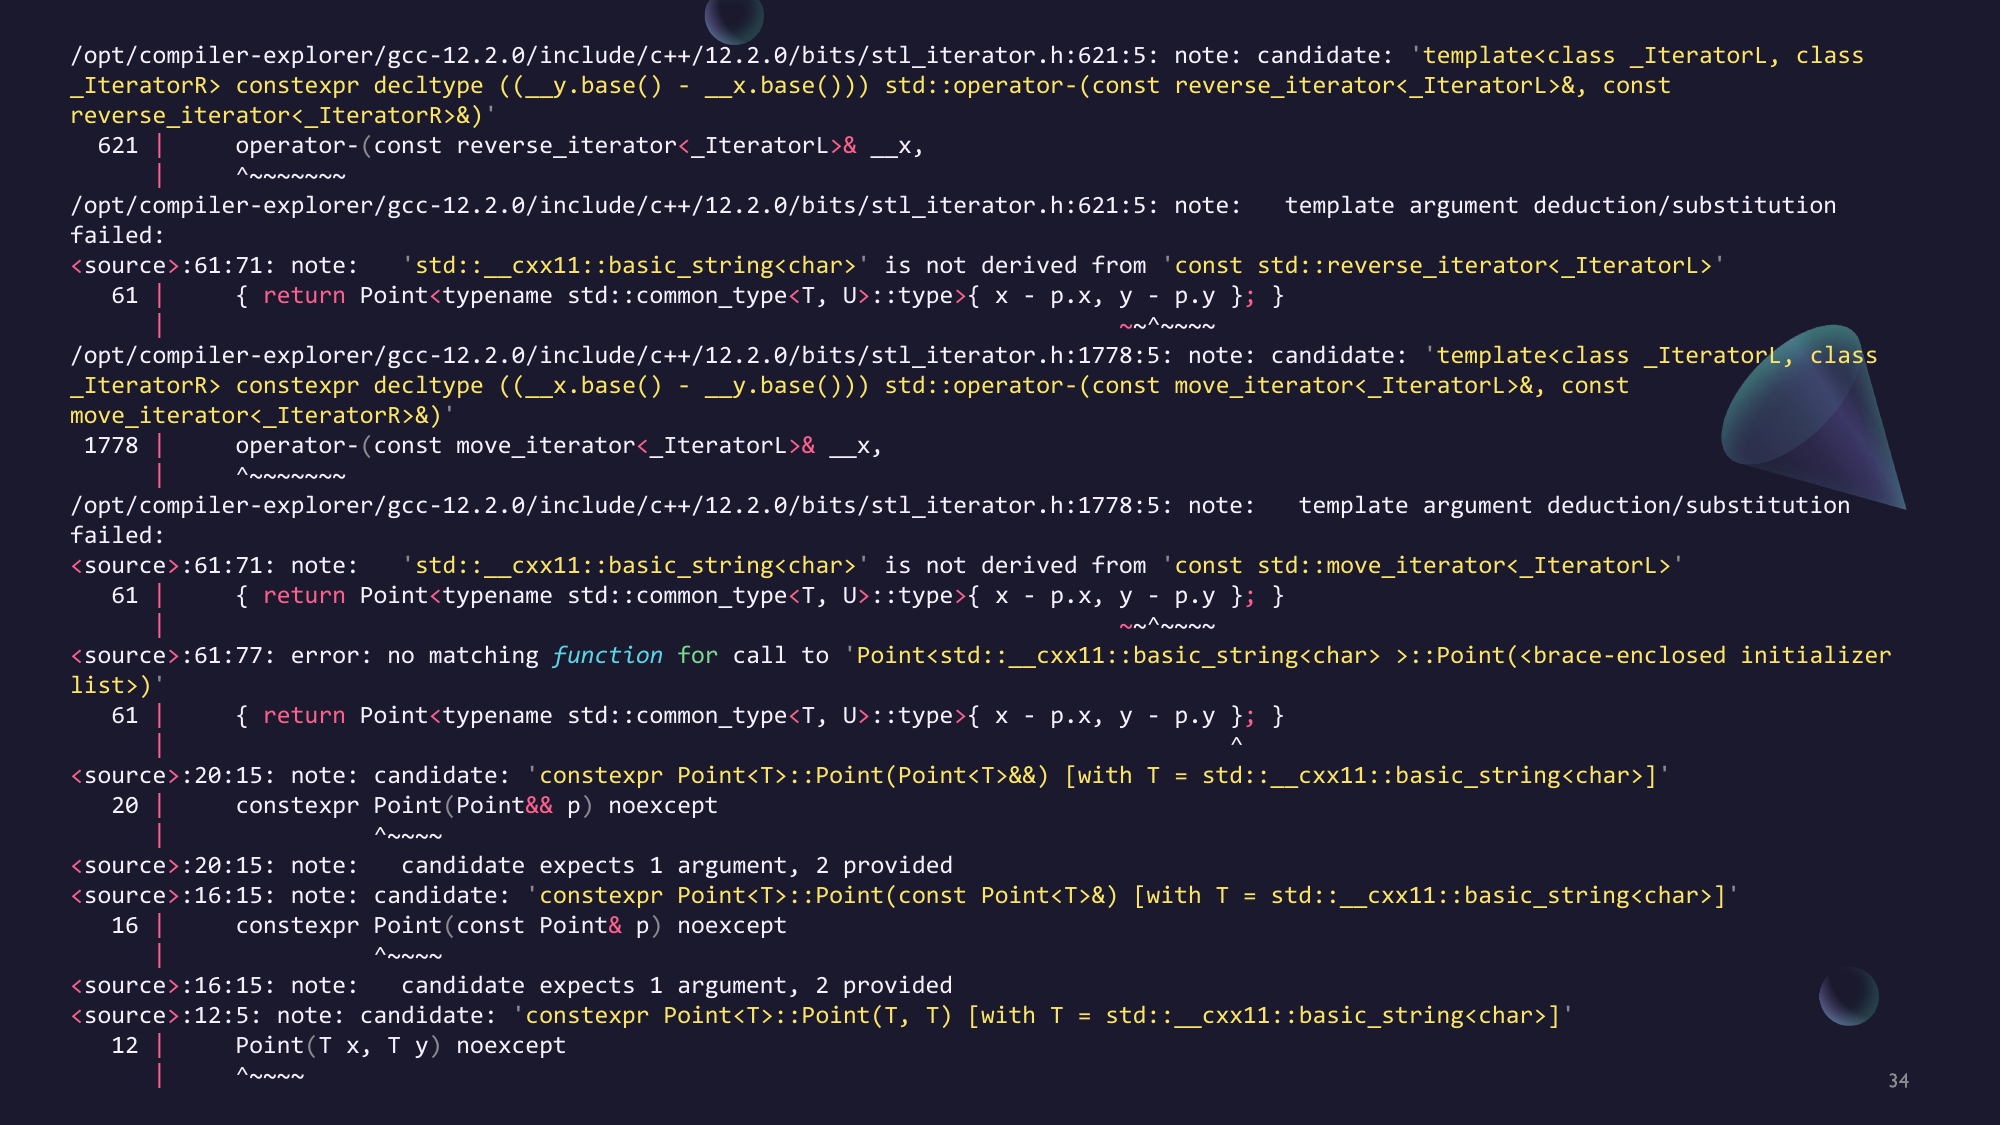 /opt/compiler-explorer/gcc-12.2.0/include/c++/12.2.0/bits/stl_iterator.h:621:5: note: candidate: 'template<class _IteratorL, class
_IteratorR> constexpr decltype ((__y.base() - __x.base())) std::operator-(const reverse_iterator<_IteratorL>&, const
reverse_iterator<_IteratorR>&)'
  621 |     operator-(const reverse_iterator<_IteratorL>& __x,
      |     ^~~~~~~~
/opt/compiler-explorer/gcc-12.2.0/include/c++/12.2.0/bits/stl_iterator.h:621:5: note:   template argument deduction/substitution
failed:
<source>:61:71: note:   'std::__cxx11::basic_string<char>' is not derived from 'const std::reverse_iterator<_IteratorL>'
   61 |     { return Point<typename std::common_type<T, U>::type>{ x - p.x, y - p.y }; }
      |                                                                     ~~^~~~~
/opt/compiler-explorer/gcc-12.2.0/include/c++/12.2.0/bits/stl_iterator.h:1778:5: note: candidate: 'template<class _IteratorL, class
_IteratorR> constexpr decltype ((__x.base() - __y.base())) std::operator-(const move_iterator<_IteratorL>&, const
move_iterator<_IteratorR>&)'
 1778 |     operator-(const move_iterator<_IteratorL>& __x,
      |     ^~~~~~~~
/opt/compiler-explorer/gcc-12.2.0/include/c++/12.2.0/bits/stl_iterator.h:1778:5: note:   template argument deduction/substitution
failed:
<source>:61:71: note:   'std::__cxx11::basic_string<char>' is not derived from 'const std::move_iterator<_IteratorL>'
   61 |     { return Point<typename std::common_type<T, U>::type>{ x - p.x, y - p.y }; }
      |                                                                     ~~^~~~~
<source>:61:77: error: no matching function for call to 'Point<std::__cxx11::basic_string<char> >::Point(<brace-enclosed initializer
list>)'
   61 |     { return Point<typename std::common_type<T, U>::type>{ x - p.x, y - p.y }; }
      |                                                                             ^
<source>:20:15: note: candidate: 'constexpr Point<T>::Point(Point<T>&&) [with T = std::__cxx11::basic_string<char>]'
   20 |     constexpr Point(Point&& p) noexcept
      |               ^~~~~
<source>:20:15: note:   candidate expects 1 argument, 2 provided
<source>:16:15: note: candidate: 'constexpr Point<T>::Point(const Point<T>&) [with T = std::__cxx11::basic_string<char>]'
   16 |     constexpr Point(const Point& p) noexcept
      |               ^~~~~
<source>:16:15: note:   candidate expects 1 argument, 2 provided
<source>:12:5: note: candidate: 'constexpr Point<T>::Point(T, T) [with T = std::__cxx11::basic_string<char>]'
   12 |     Point(T x, T y) noexcept
      |     ^~~~~
34